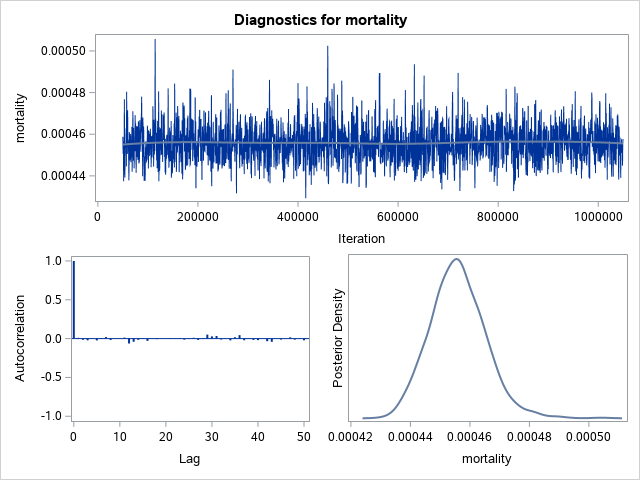 Diagnostics for mortality
0.00050
0.00048
0.00046
0.00044
mortality
0 200000 400000 600000 800000 1000000
Iteration
1.0
0.5
0.0
-0.5
-1.0
Autocorrelation
0 10 20 30 40 50
Lag
Posterior Density
0.00042 0.00044 0.00046 0.00048 0.00050
mortality